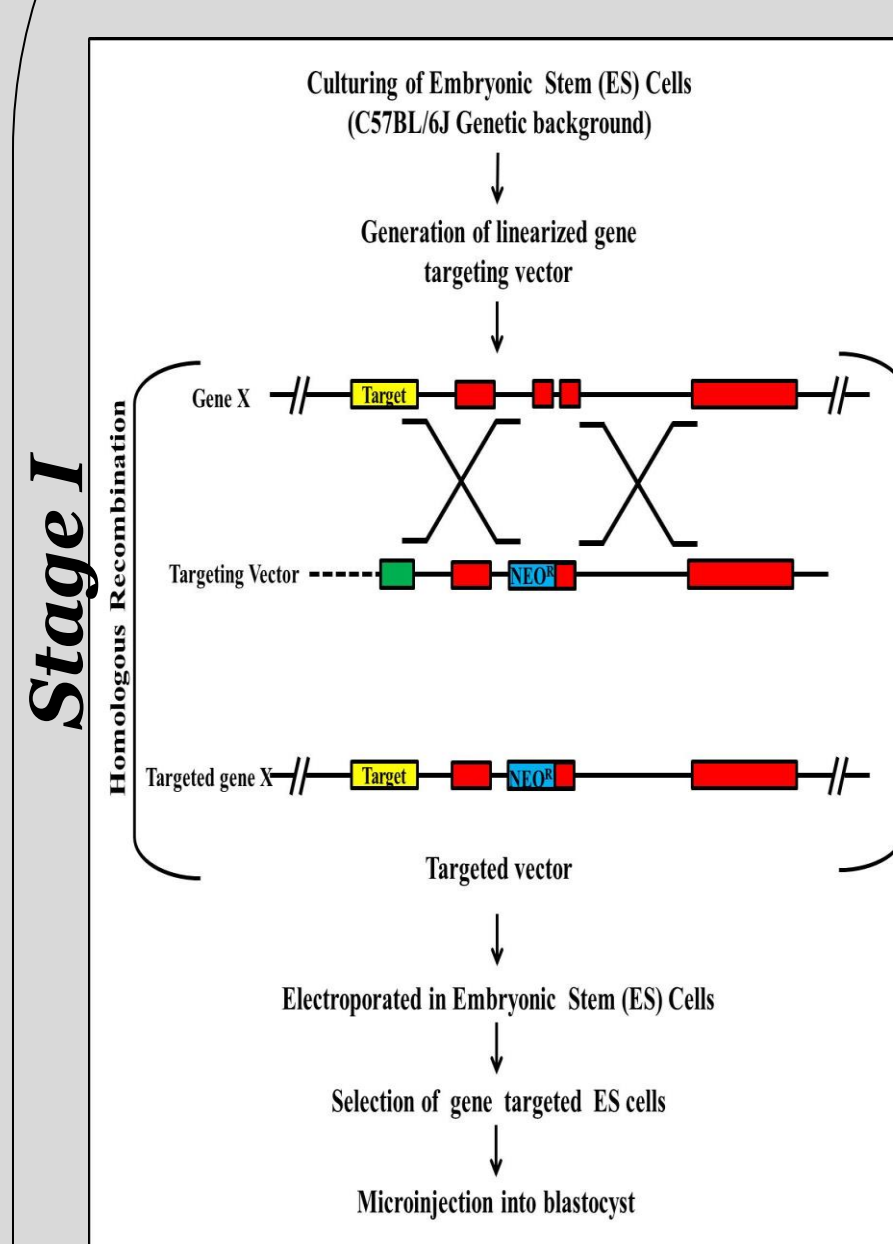 Stage I
Culturing of Embryonic Stem (ES) Cells
(C57BL/6J Genetic background)
Generation of linearized gene
targeting vector
Homologous Recombination
Gene X
Target
Targeting Vector
NEOᴿ
Targeted gene X
Target
NEOᴿ
Targeted vector
Electroporated in Embryonic Stem (ES) Cells
Selection of gene targeted ES cells
Microinjection into blastocyst